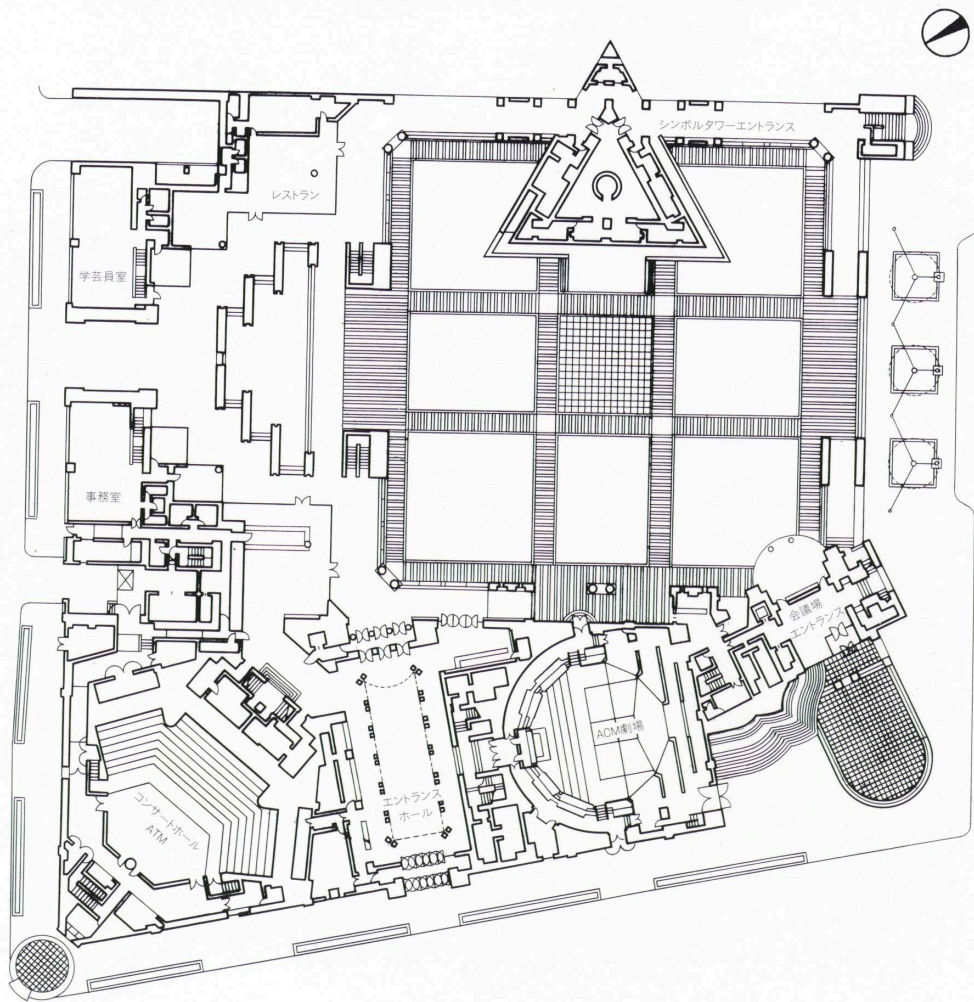 シンボルタワーエントランス
レストラン
学芸員室
事務室
会議場
エントランス
ACM劇場
エントランス
ホール
コンサートホール
ATM